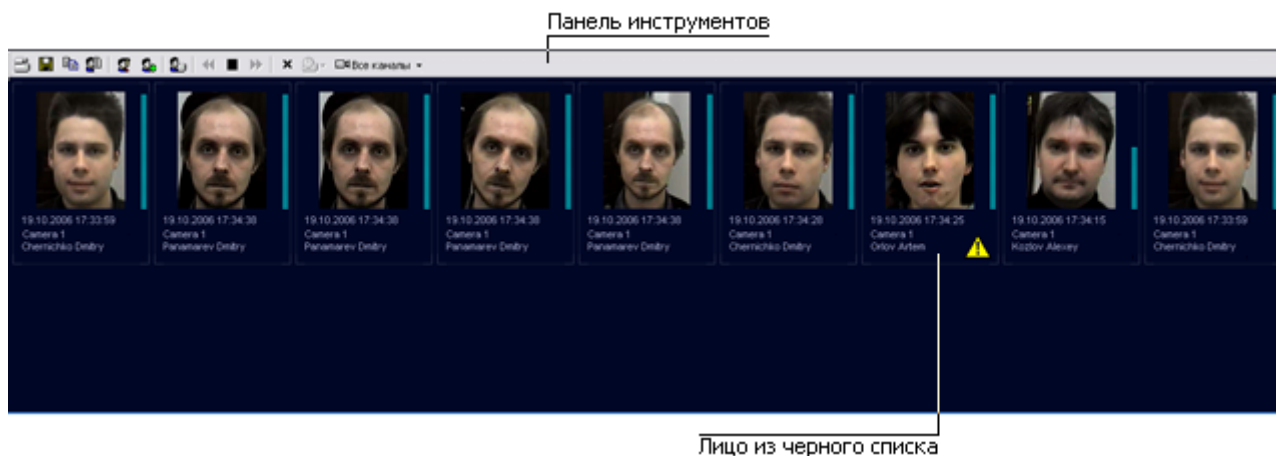 Панель инструментов
Все каналы
19.10.2006 17:33:59
Camera 1
Chernichko Dmitry
19.10.2006 17:34:38
Camera 1
Panamarev Dmitry
19.10.2006 17:34:38
Camera 1
Panamarev Dmitry
19.10.2006 17:34:38
Camera 1
Panamarev Dmitry
19.10.2006 17:34:38
Camera 1
Panamarev Dmitry
19.10.2006 17:34:28
Camera 1
Chernichko Dmitry
19.10.2006 17:34:25
Camera 1
Orlov Artem
19.10.2006 17:34:15
Camera 1
Kozlov Alexey
19.10.2006 17:33:59
Camera 1
Chernichko Dmitry
Лицо из черного списка